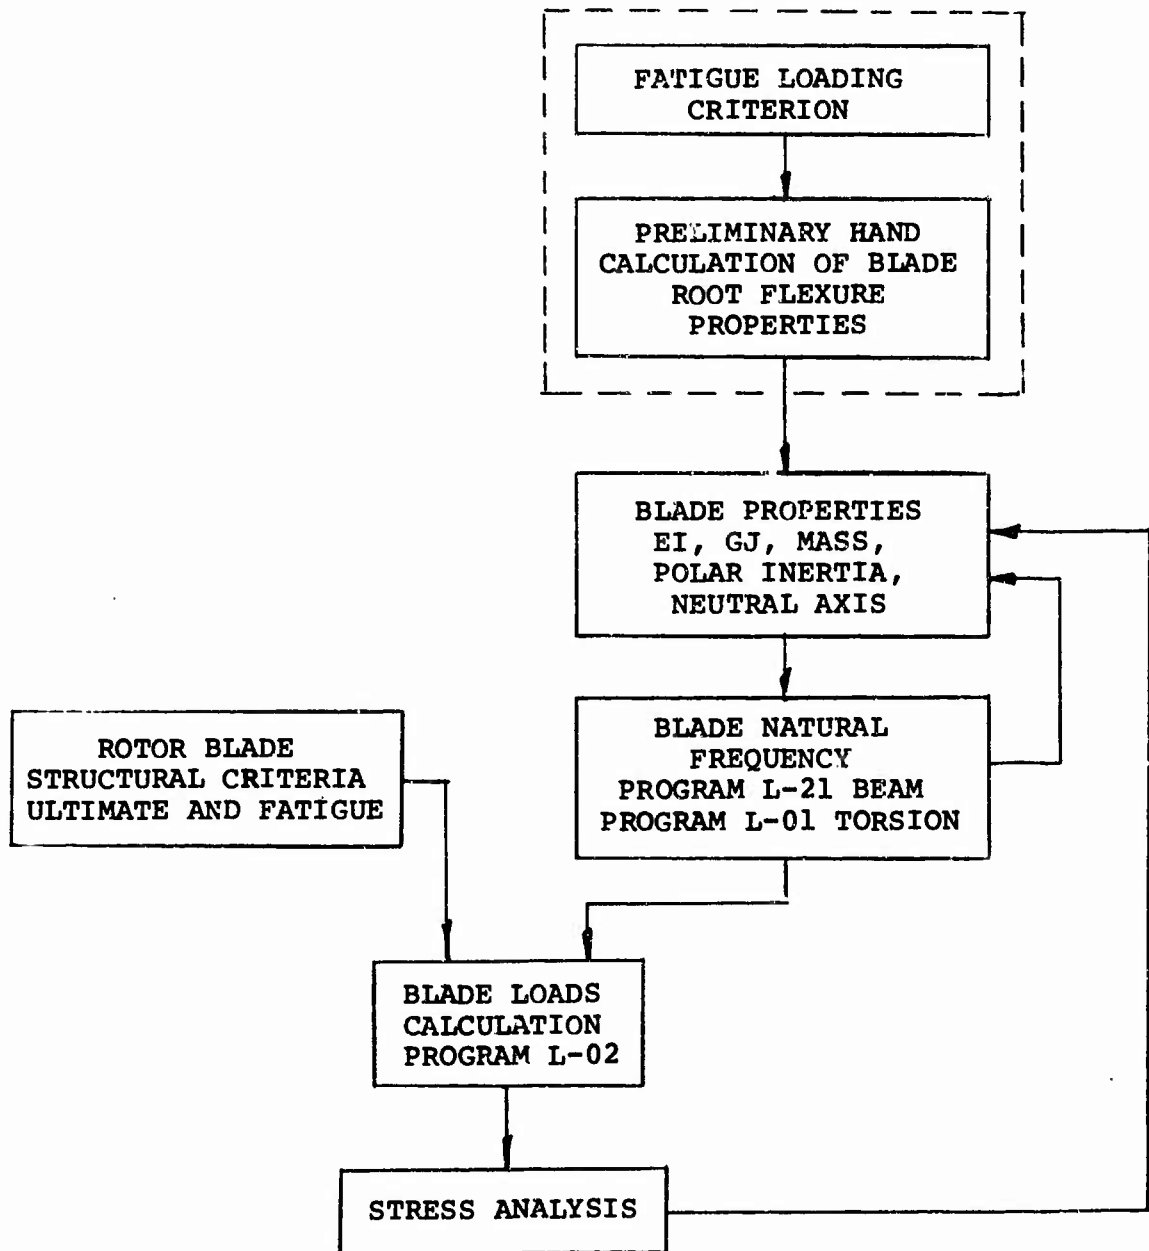 FATIGUE LOADING
CRITERION
PRELIMINARY HAND
CALCULATION OF BLADE
ROOT FLEXURE
PROPERTIES
BLADE PROPERTIES
EI, GJ, MASS,
POLAR INERTIA,
NEUTRAL AXIS
BLADE NATURAL
FREQUENCY
PROGRAM L-21 BEAM
PROGRAM L-01 TORSION
ROTOR BLADE
STRUCTURAL CRITERIA
ULTIMATE AND FATIGUE
BLADE LOADS
CALCULATION
PROGRAM L-02
STRESS ANALYSIS